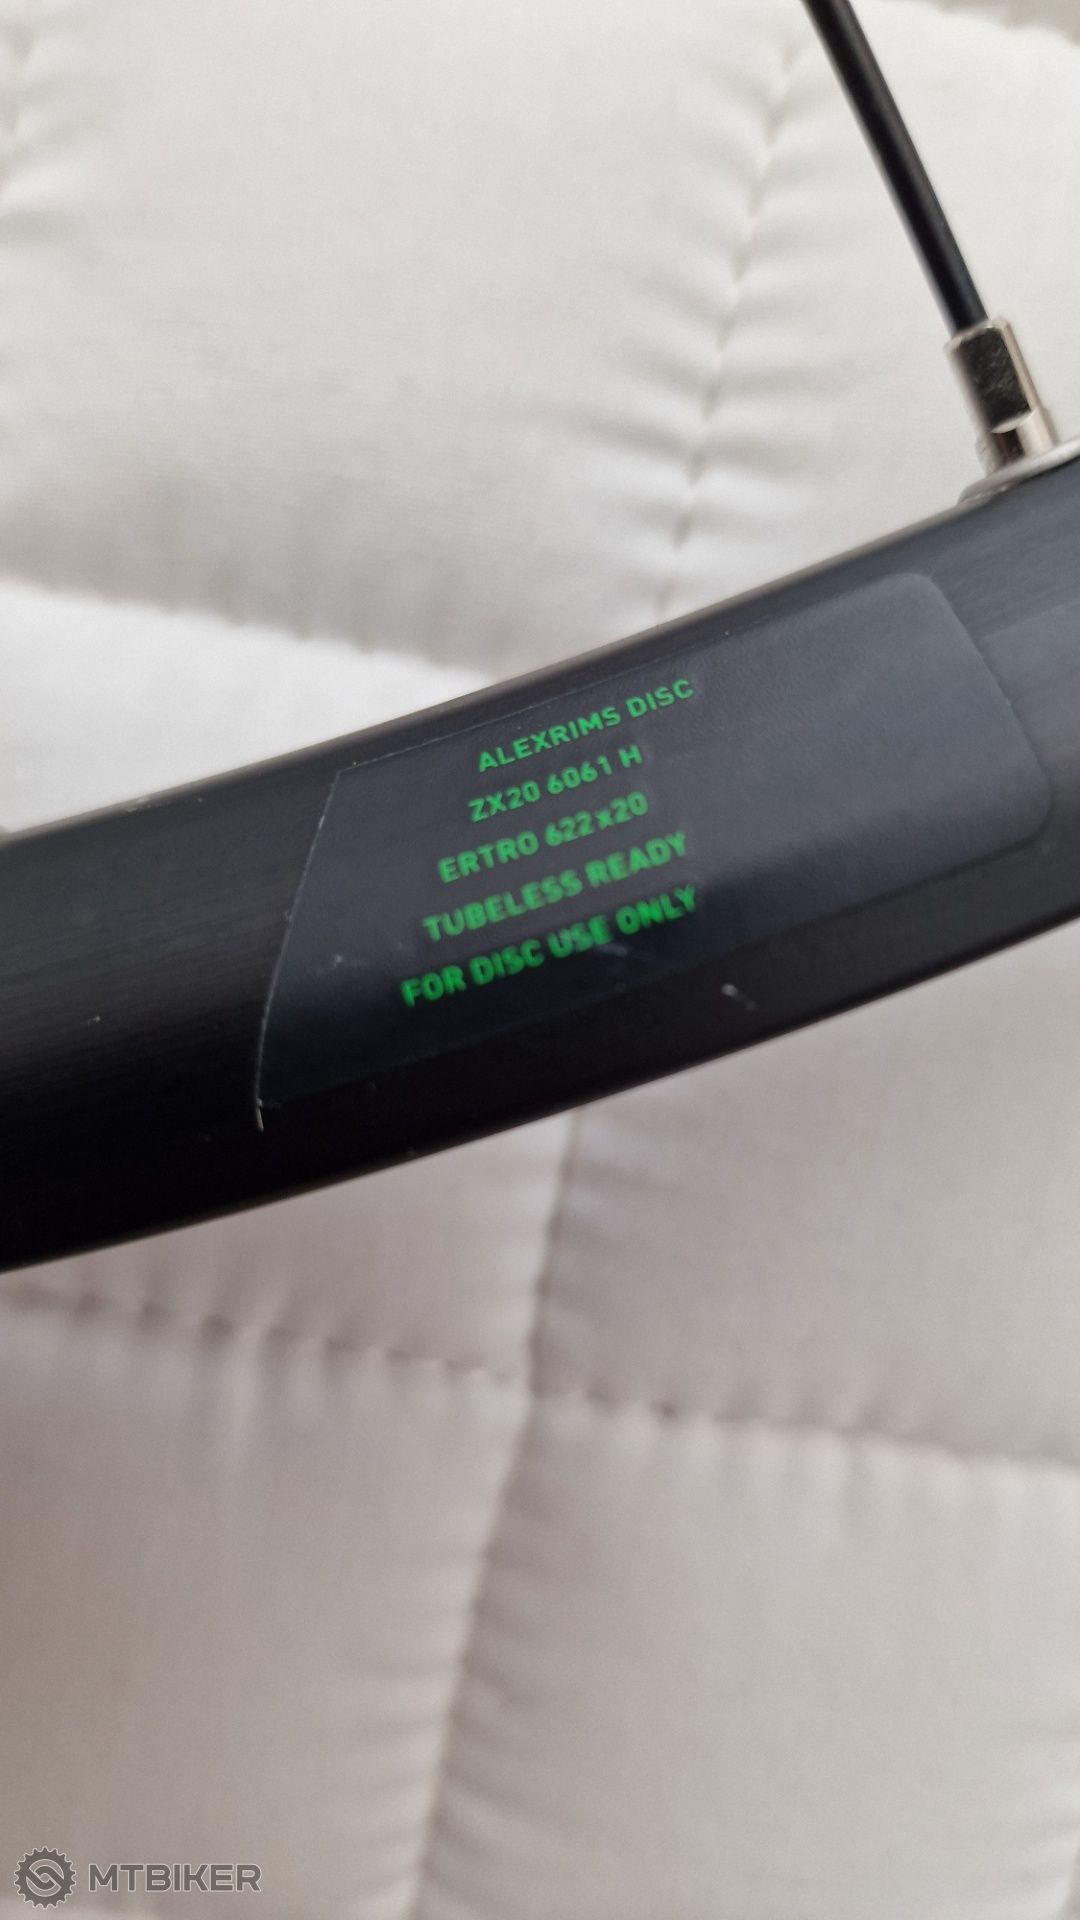 ALEXRIMS DISC
ZX20 6061 H
ERTRO 622x20
TUBELESS READY
FOR DISC USE ONLY
MTBIKER